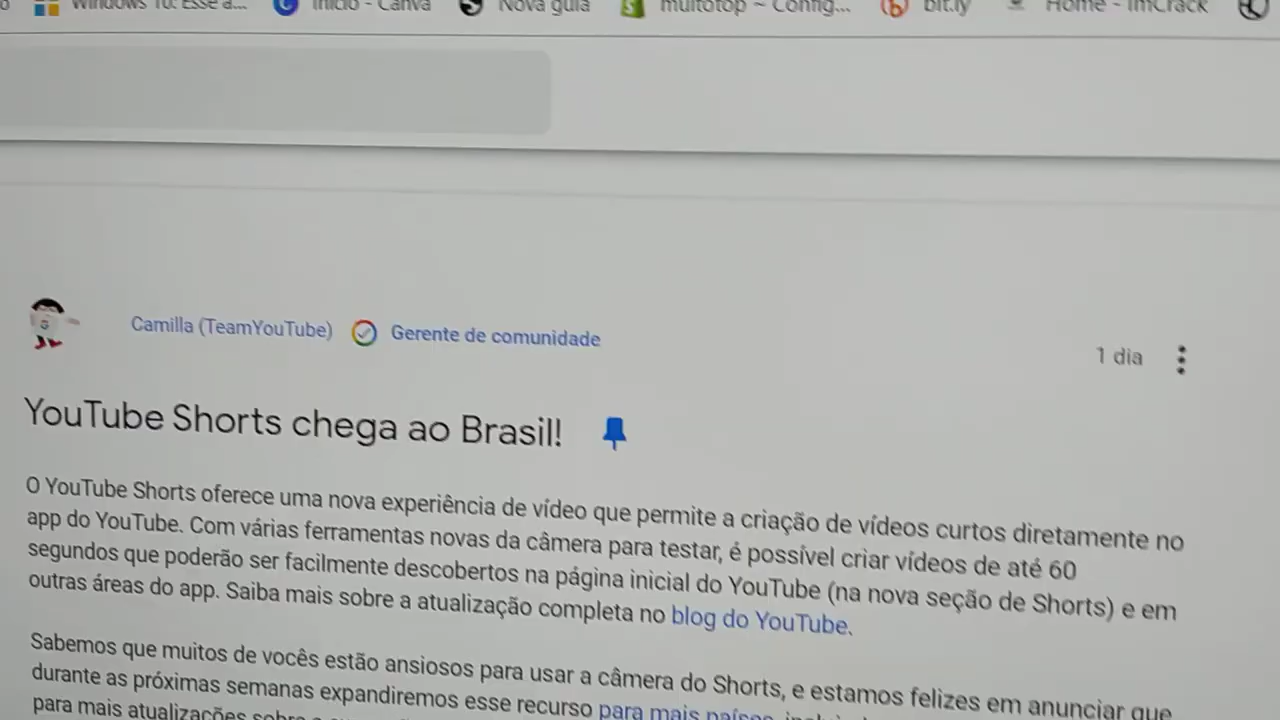 Windows 10: Esse a...
Início - Canva
Nova guia
multotop ~ Config...
bit.ly
Home - ImCrack
Camilla (TeamYouTube)
Gerente de comunidade
1 dia
YouTube Shorts chega ao Brasil!
O YouTube Shorts oferece uma nova experiência de vídeo que permite a criação de vídeos curtos diretamente no
app do YouTube. Com várias ferramentas novas da câmera para testar, é possível criar vídeos de até 60
segundos que poderão ser facilmente descobertos na página inicial do YouTube (na nova seção de Shorts) e em
outras áreas do app. Saiba mais sobre a atualização completa no blog do YouTube.
Sabemos que muitos de vocês estão ansiosos para usar a câmera do Shorts, e estamos felizes em anunciar que
durante as próximas semanas expandiremos esse recurso para mais países,
para mais atualizações sobre